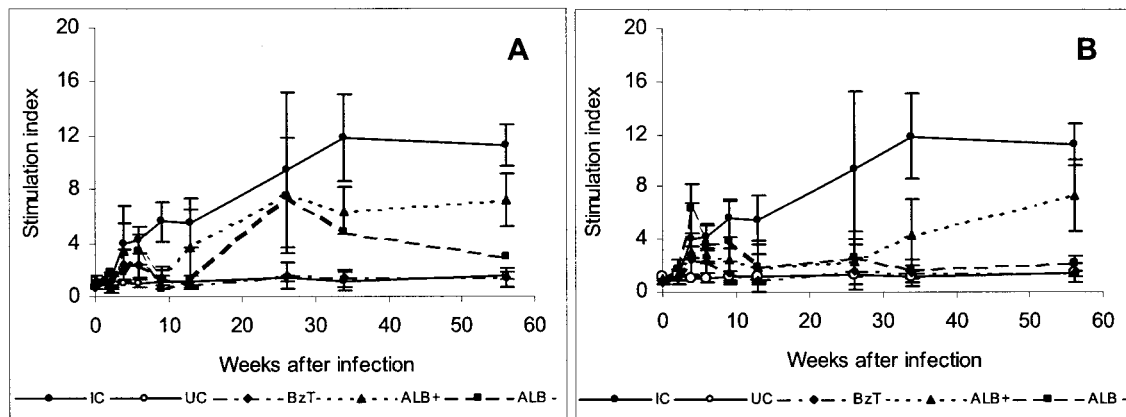 20
16
12
8
4
0
Stimulation index
A
0 10 20 30 40 50 60
Weeks after infection
IC UC BzT ALB+ ALB-
20
16
12
8
4
0
Stimulation index
B
0 10 20 30 40 50 60
Weeks after infection
IC UC BzT ALB+ ALB-